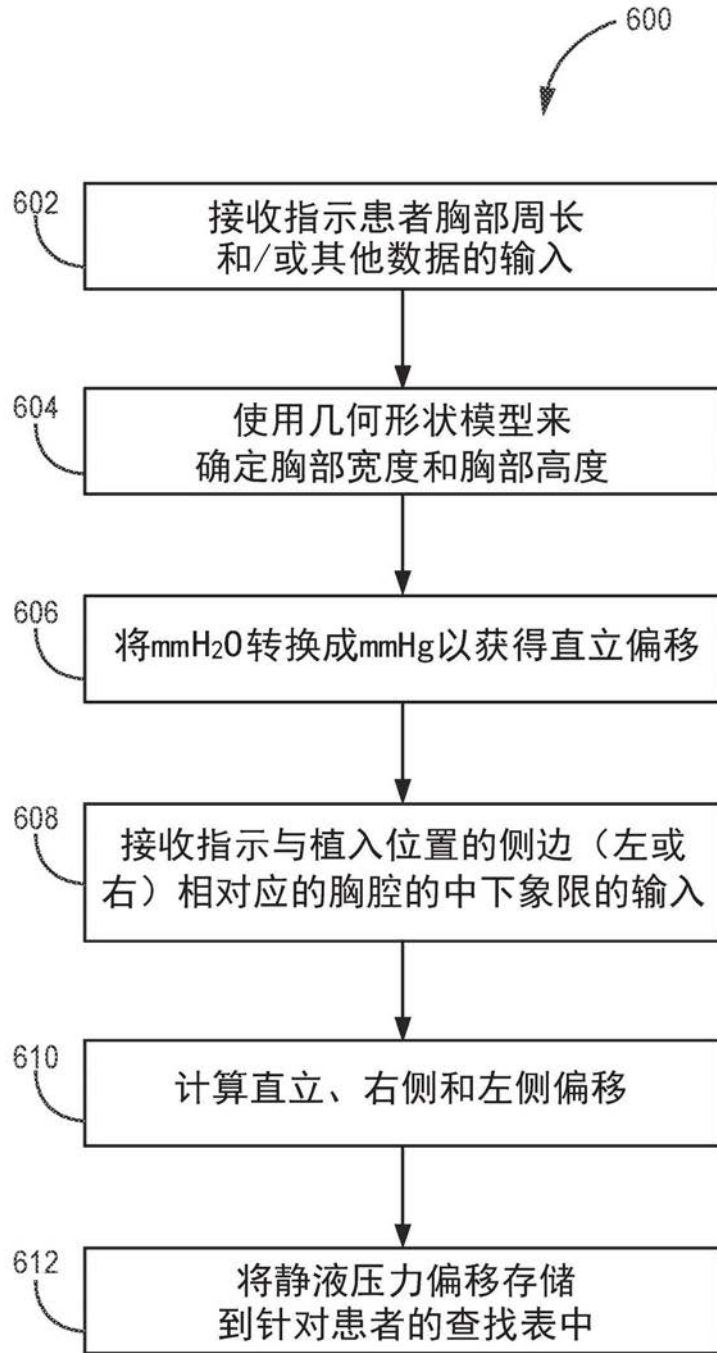 600
602
接收指示患者胸部周长
和/或其他数据的输入
604
使用几何形状模型来
确定胸部宽度和胸部高度
606
将mmH₂O转换成mmHg以获得直立偏移
608
接收指示与植入位置的侧边（左或
右）相对应的胸腔的中下象限的输入
610
计算直立、右侧和左侧偏移
612
将静液压力偏移存储
到针对患者的查找表中